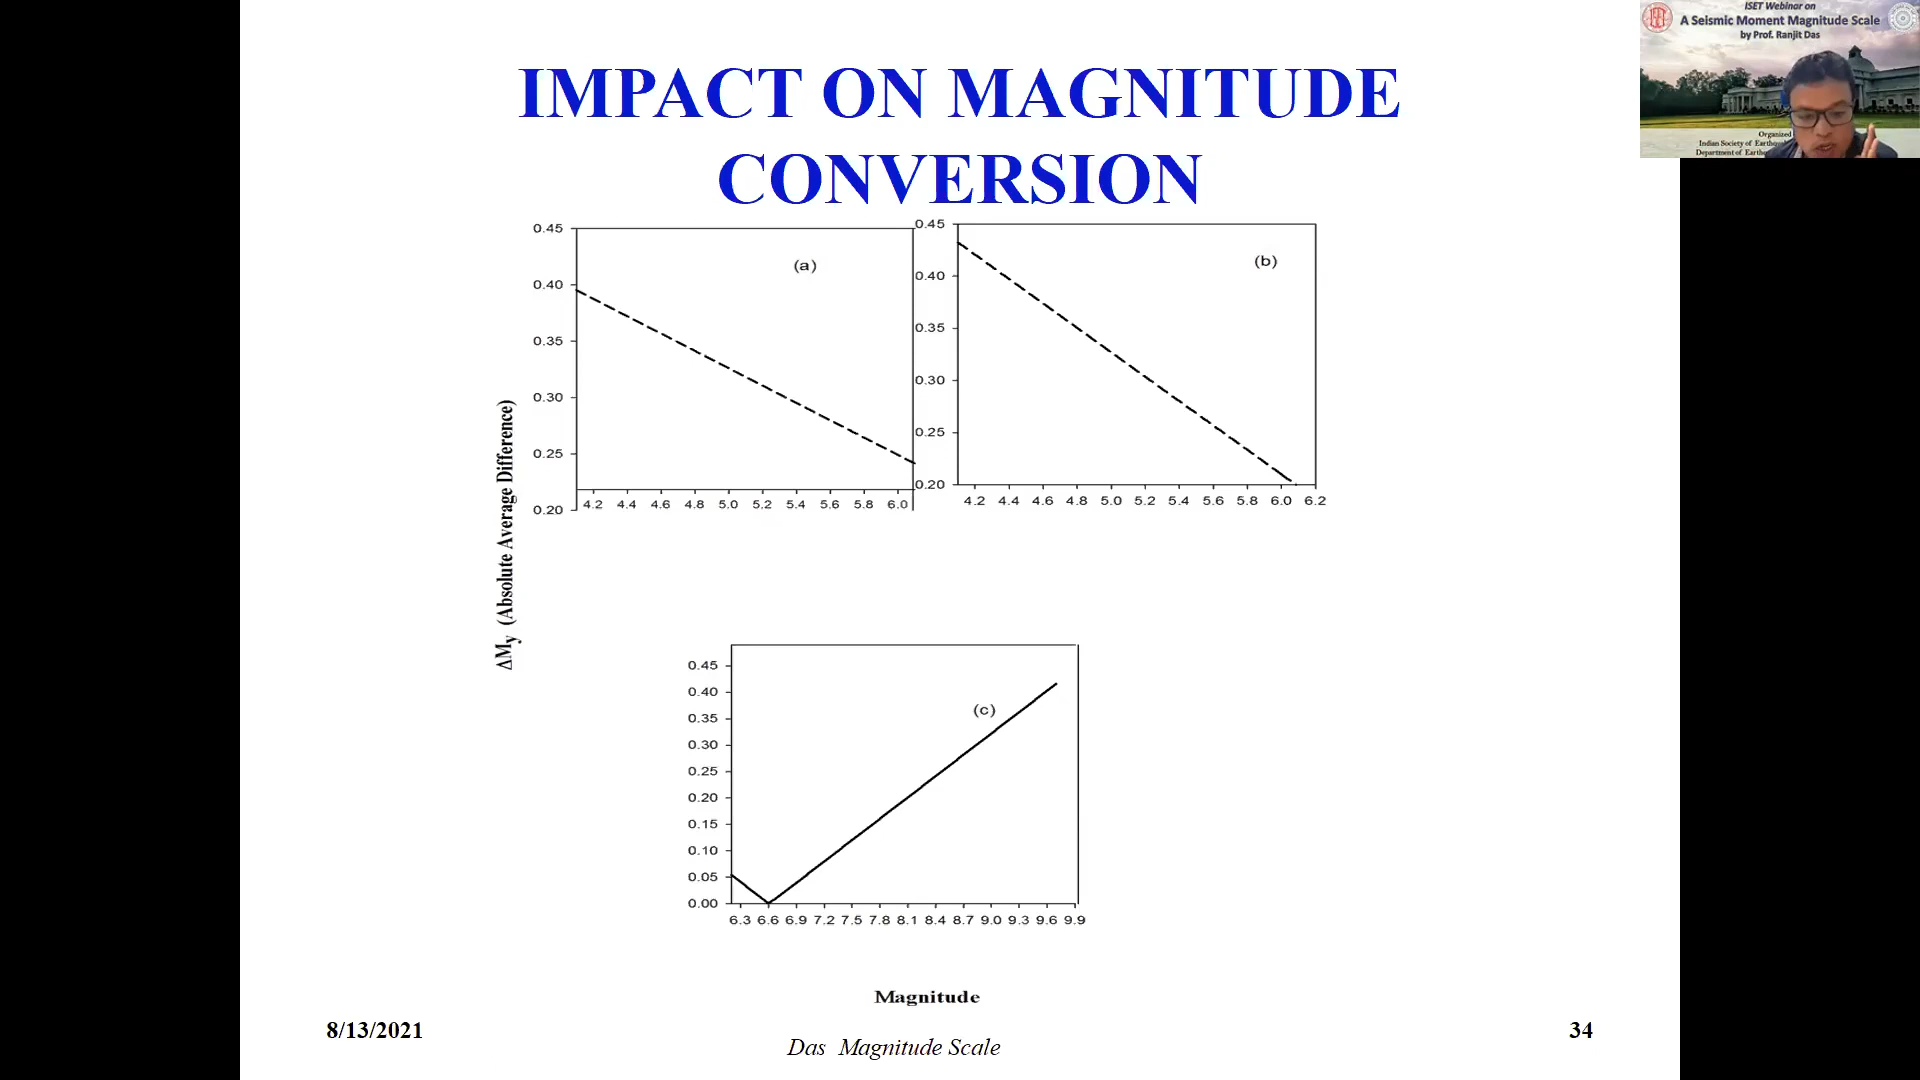 ISET Webinar on
A Seismic Moment Magnitude Scale
by Prof. Ranjit Das
Organized
Indian Society of Earthqu
Department of Earthq
IMPACT ON MAGNITUDE
CONVERSION
0.45
0.40
0.35
0.30
0.25
0.20
(a)
4.2 4.4 4.6 4.8 5.0 5.2 5.4 5.6 5.8 6.0
0.45
0.40
0.35
0.30
0.25
0.20
(b)
4.2 4.4 4.6 4.8 5.0 5.2 5.4 5.6 5.8 6.0 6.2
ΔMy (Absolute Average Difference)
0.45
0.40
0.35
0.30
0.25
0.20
0.15
0.10
0.05
0.00
(c)
6.3 6.6 6.9 7.2 7.5 7.8 8.1 8.4 8.7 9.0 9.3 9.6 9.9
Magnitude
8/13/2021
Das Magnitude Scale
34